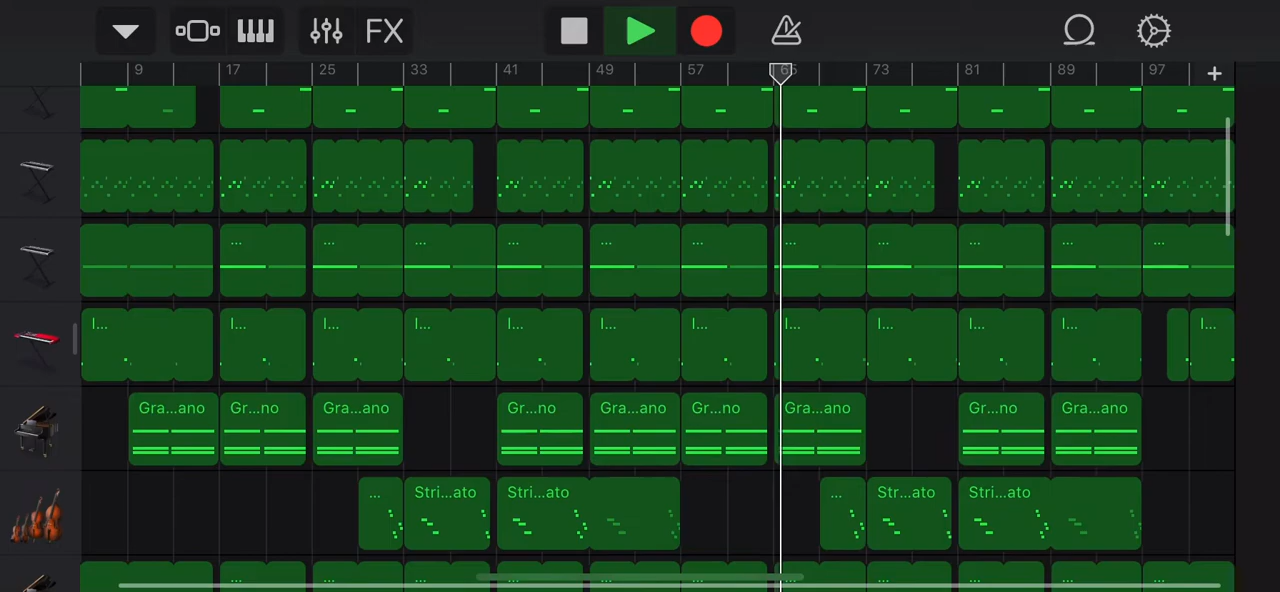 FX
9 17 25 33 41 49 57 65 73 81 89 97 +
... ... ... ... ... ... ... ... ... ... ...
I... I... I... I... I... I... I... I... I... I... I... I...
Gra...ano Gr...no Gra...ano Gr...no Gra...ano Gr...no Gra...ano Gr...no Gra...ano
... Stri...ato Stri...ato ... Str...ato Stri...ato
... ... ... ... ... ... ... ... ... ... ...